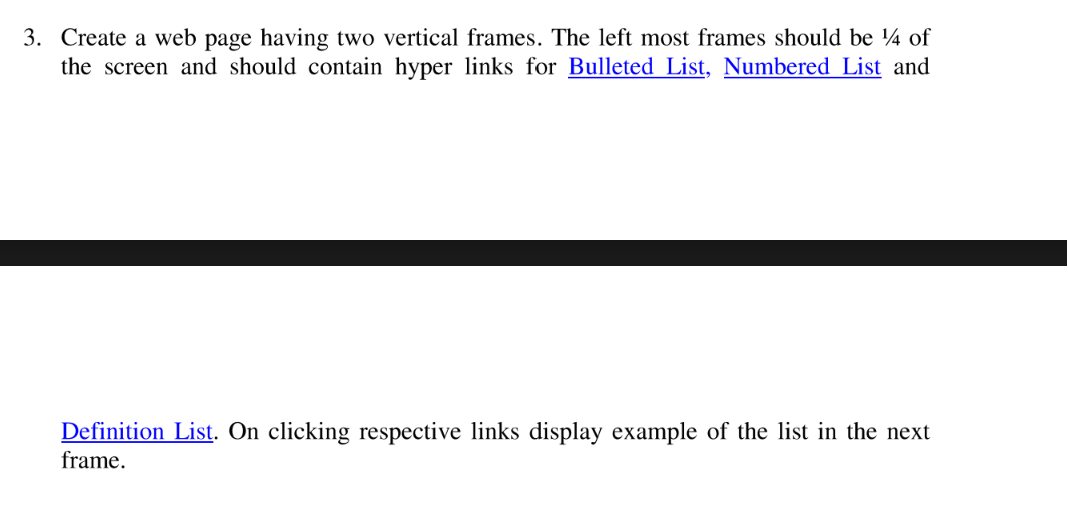 3. Create a web page having two vertical frames. The left most frames should be ¼ of
the screen and should contain hyper links for Bulleted List, Numbered List and
Definition List. On clicking respective links display example of the list in the next
frame.